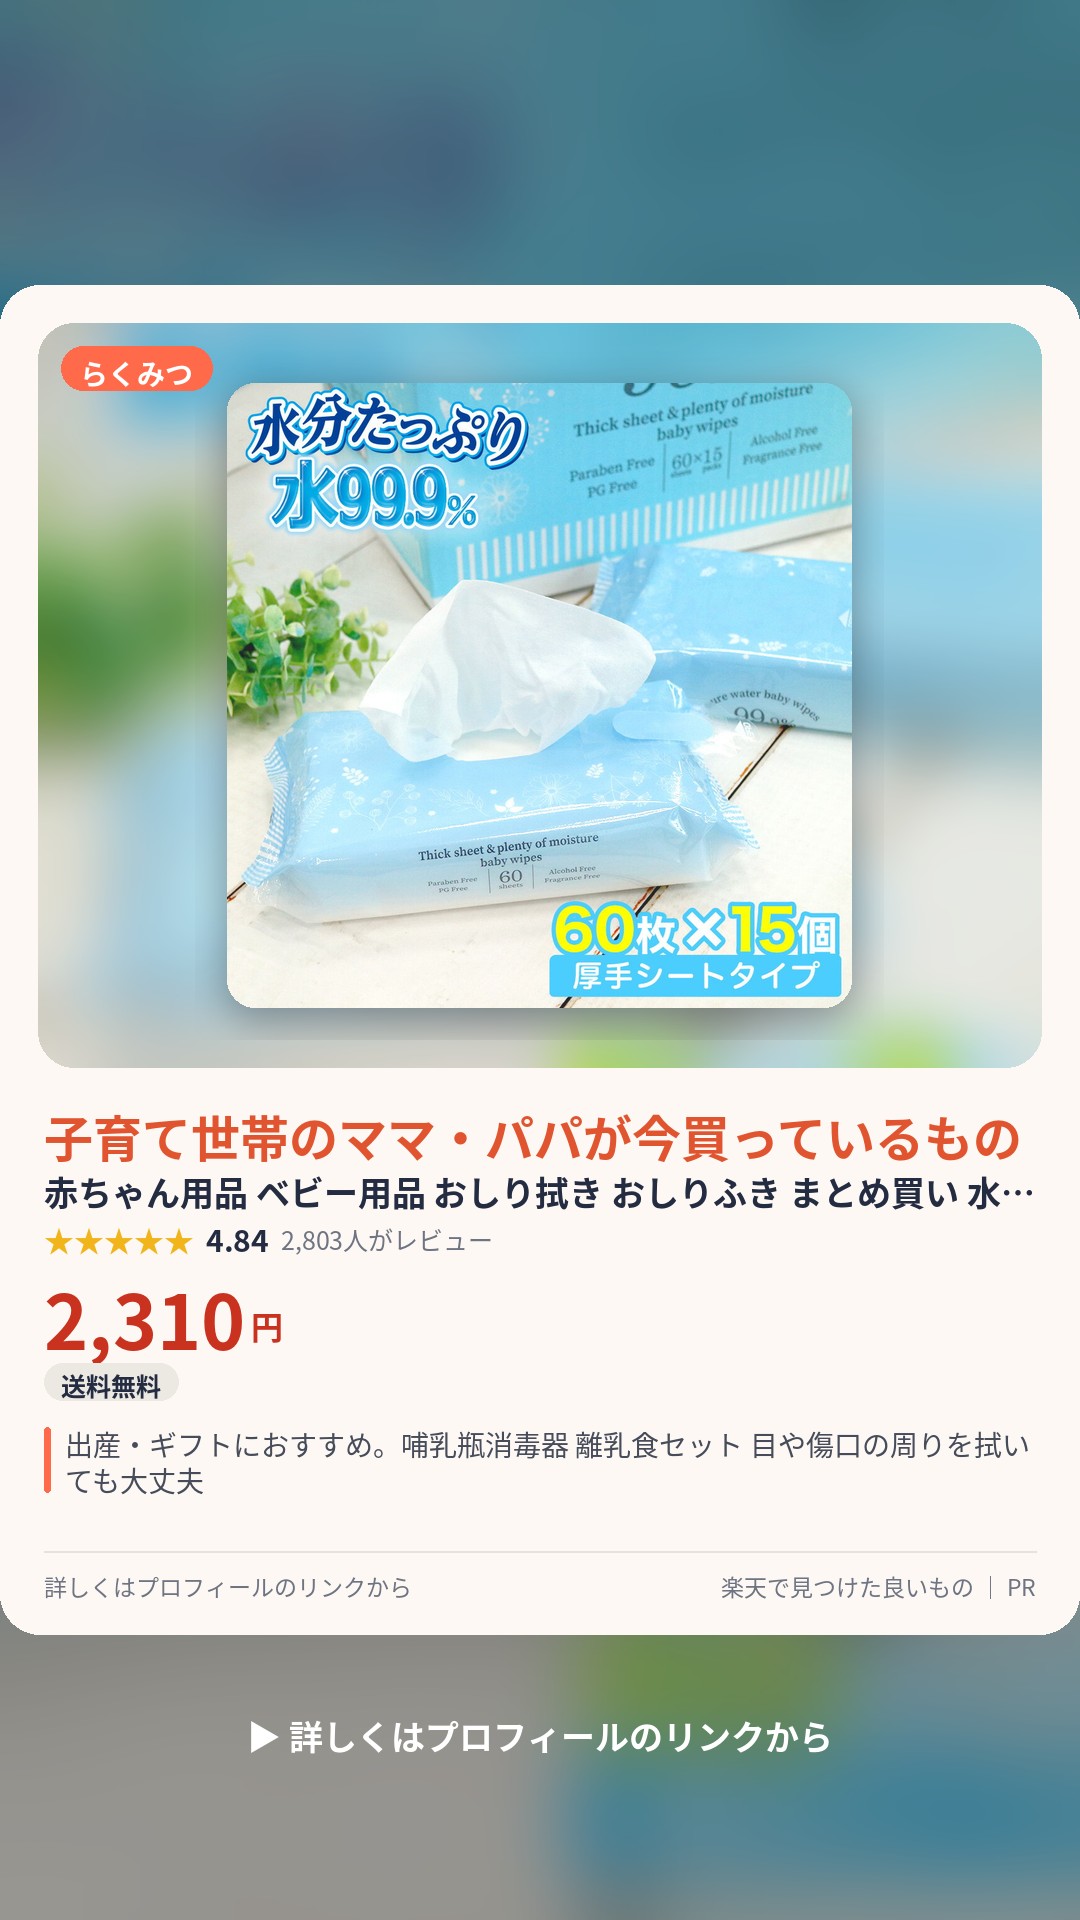 らくみつ
水分たっぷり
水99.9%
Thick sheet & plenty of moisture
baby wipes
Paraben Free
PG Free
60×15
sheets packs
Alcohol Free
Fragrance Free
ure water baby wipes
99.9%
Thick sheet & plenty of moisture
baby wipes
Paraben Free
PG Free
60
sheets
Alcohol Free
Fragrance Free
60枚×15個
厚手シートタイプ
子育て世帯のママ・パパが今買っているもの
赤ちゃん用品 ベビー用品 おしり拭き おしりふき まとめ買い 水…
★★★★★ 4.84 2,803人がレビュー
2,310円
送料無料
出産・ギフトにおすすめ。哺乳瓶消毒器 離乳食セット 目や傷口の周りを拭い
ても大丈夫
詳しくはプロフィールのリンクから
楽天で見つけた良いもの ｜ PR
▶ 詳しくはプロフィールのリンクから